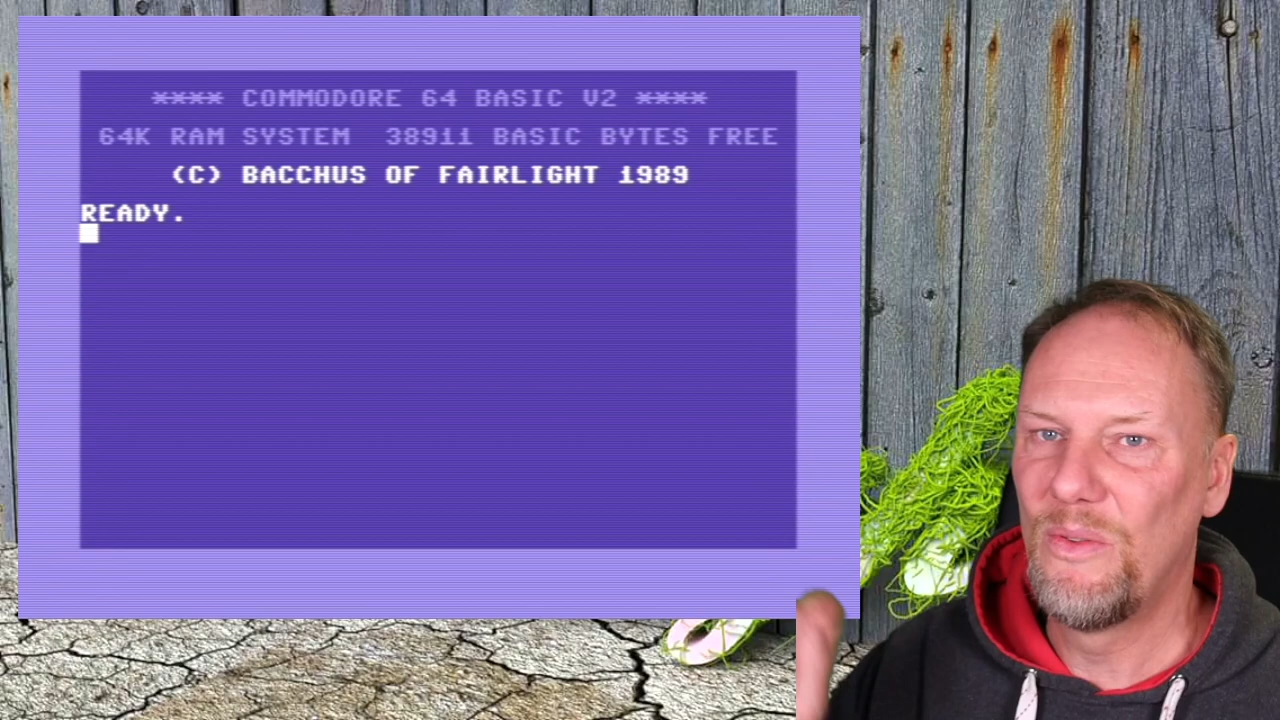 **** COMMODORE 64 BASIC V2 ****
64K RAM SYSTEM  38911 BASIC BYTES FREE
(C) BACCHUS OF FAIRLIGHT 1989
READY.